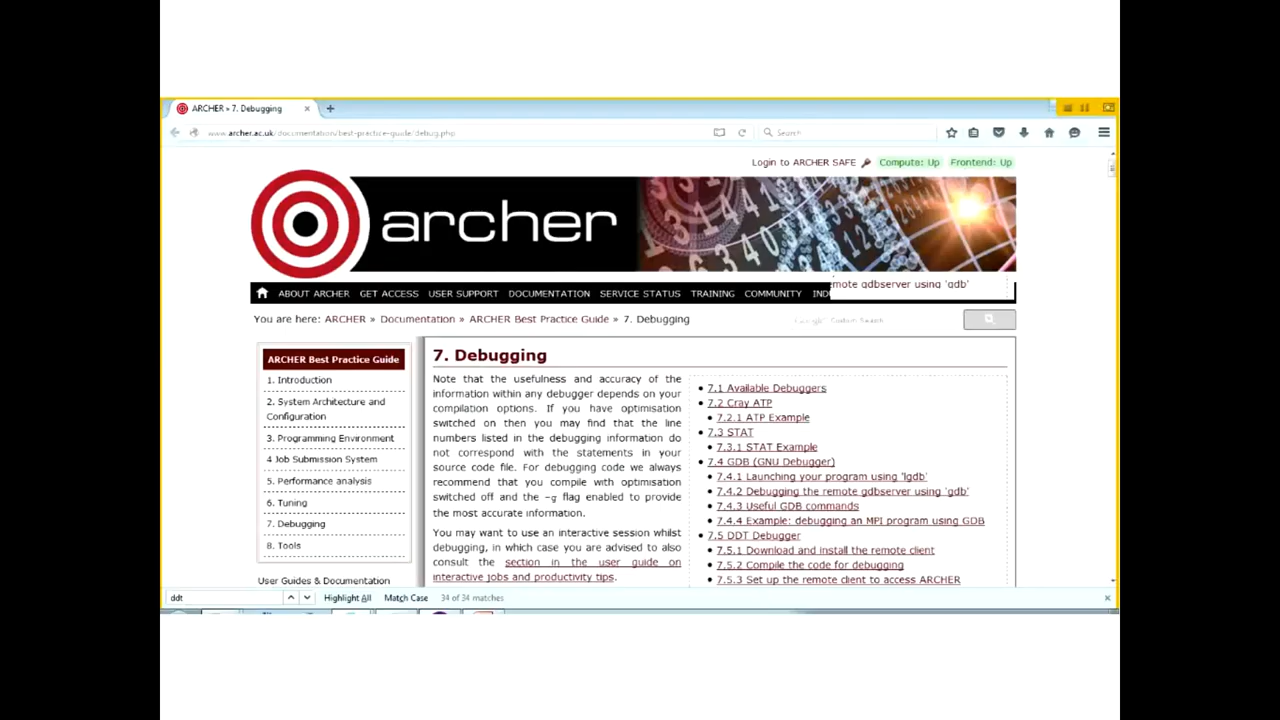 ARCHER » 7. Debugging
www.archer.ac.uk/documentation/best-practice-guide/debug.php
Search
Login to ARCHER SAFE Compute: Up Frontend: Up
archer
ABOUT ARCHER GET ACCESS USER SUPPORT DOCUMENTATION SERVICE STATUS TRAINING COMMUNITY IND
emote gdbserver using 'gdb'
You are here: ARCHER » Documentation » ARCHER Best Practice Guide » 7. Debugging
Custom Search
ARCHER Best Practice Guide
1. Introduction
2. System Architecture and
Configuration
3. Programming Environment
4 Job Submission System
5. Performance analysis
6. Tuning
7. Debugging
8. Tools
User Guides & Documentation
7. Debugging
Note that the usefulness and accuracy of the
information within any debugger depends on your
compilation options. If you have optimisation
switched on then you may find that the line
numbers listed in the debugging information do
not correspond with the statements in your
source code file. For debugging code we always
recommend that you compile with optimisation
switched off and the -g flag enabled to provide
the most accurate information.
You may want to use an interactive session whilst
debugging, in which case you are advised to also
consult the section in the user guide on
interactive jobs and productivity tips.
7.1 Available Debuggers
7.2 Cray ATP
7.2.1 ATP Example
7.3 STAT
7.3.1 STAT Example
7.4 GDB (GNU Debugger)
7.4.1 Launching your program using 'lgdb'
7.4.2 Debugging the remote gdbserver using 'gdb'
7.4.3 Useful GDB commands
7.4.4 Example: debugging an MPI program using GDB
7.5 DDT Debugger
7.5.1 Download and install the remote client
7.5.2 Compile the code for debugging
7.5.3 Set up the remote client to access ARCHER
ddt Highlight All Match Case 34 of 34 matches